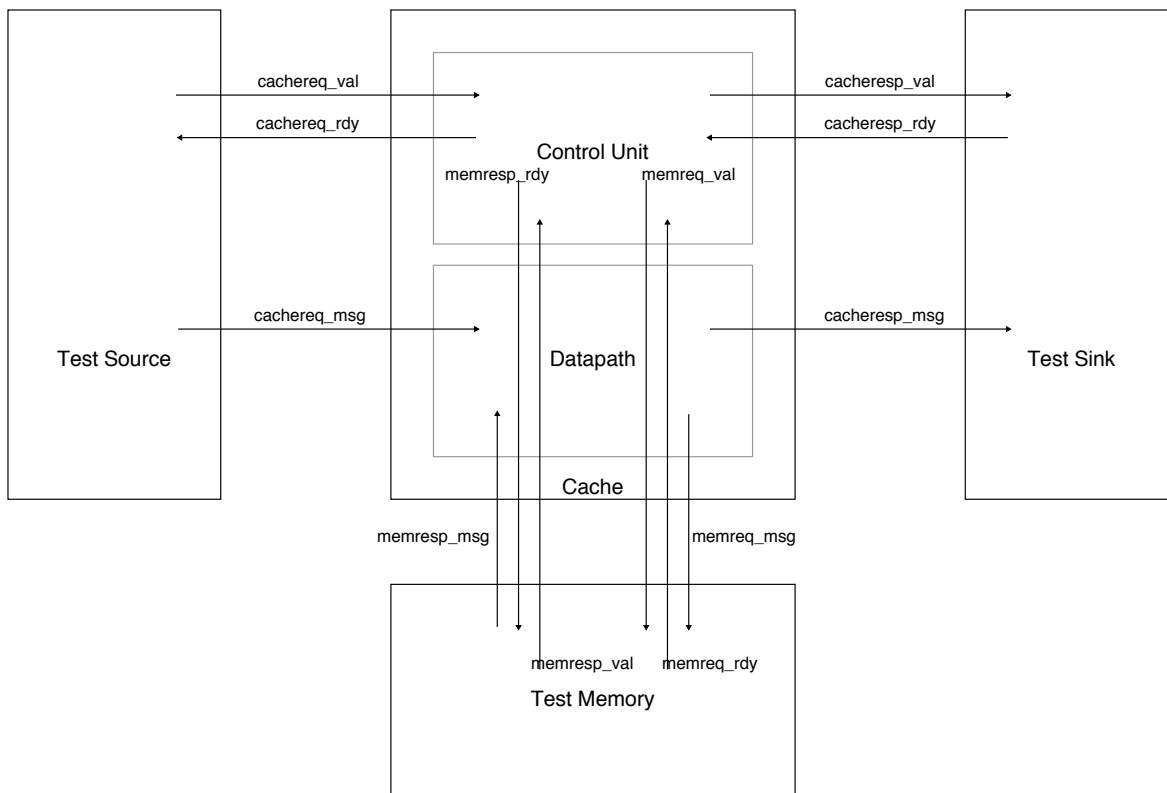 cachereq_val
cacheresp_val
cachereq_rdy
cacheresp_rdy
Control Unit
memresp_rdy
memreq_val
cachereq_msg
cacheresp_msg
Test Source
Datapath
Test Sink
Cache
memresp_msg
memreq_msg
memresp_val
memreq_rdy
Test Memory